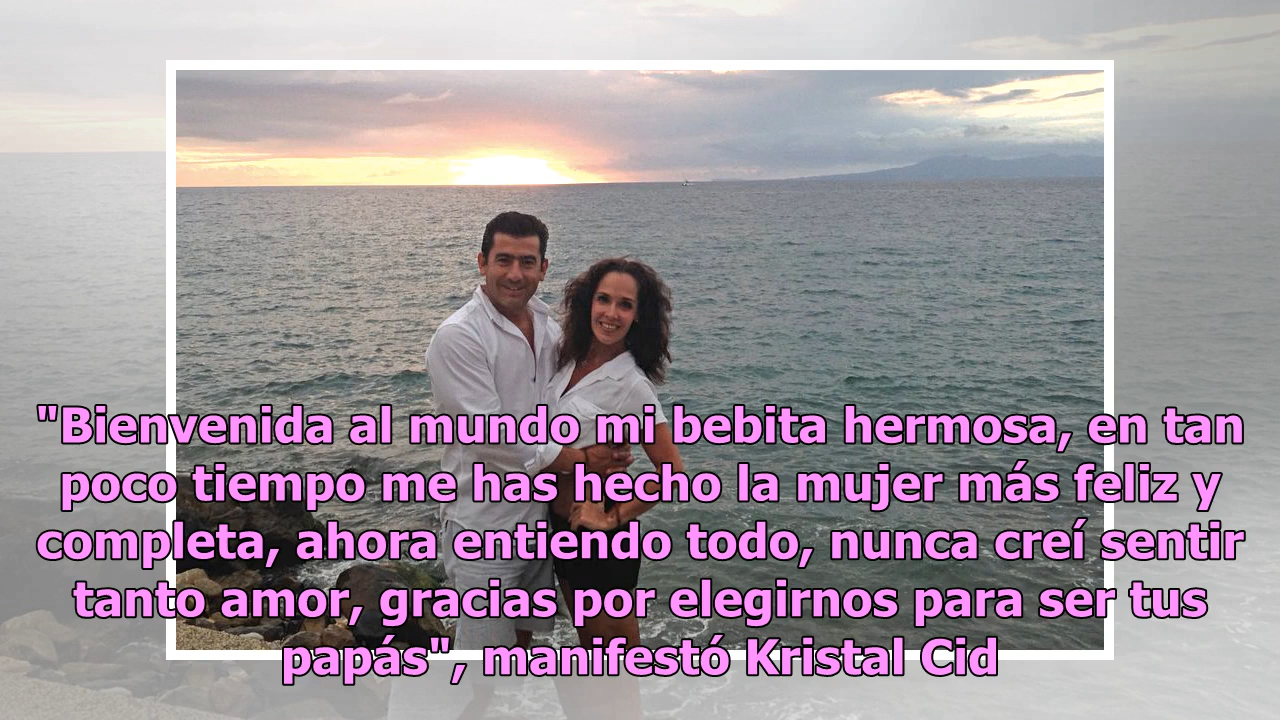 "Bienvenida al mundo mi bebita hermosa, en tan
poco tiempo me has hecho la mujer más feliz y
completa, ahora entiendo todo, nunca creí sentir
tanto amor, gracias por elegirnos para ser tus
papás", manifestó Kristal Cid